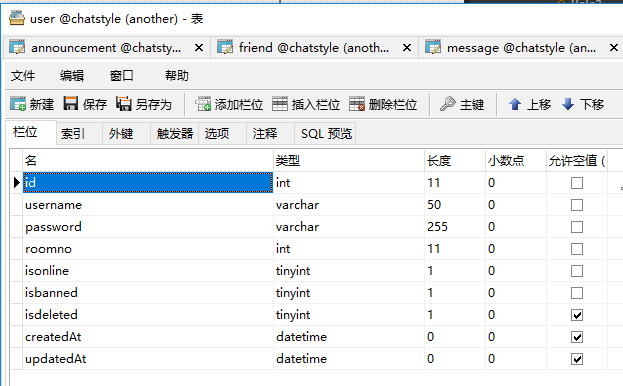 user @chatstyle (another) - 表
announcement @chatsty... × friend @chatstyle (anoth... × message @chatstyle (an...
文件 编辑 窗口 帮助
新建 保存 另存为 添加栏位 插入栏位 删除栏位 主键 上移 下移
栏位 索引 外键 触发器 选项 注释 SQL 预览
名 类型 长度 小数点 允许空值 (
id int 11 0
username varchar 50 0
password varchar 255 0
roomno int 11 0
isonline tinyint 1 0
isbanned tinyint 1 0
isdeleted tinyint 1 0
createdAt datetime 0 0
updatedAt datetime 0 0